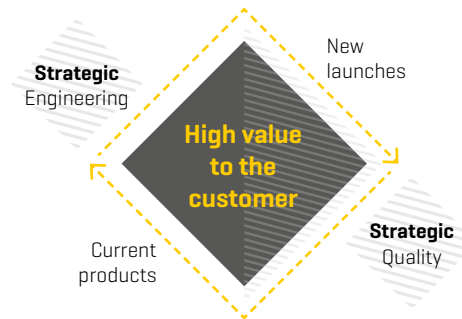 New
launches
Strategic
Engineering
High value
to the
customer
Current
products
Strategic
Quality